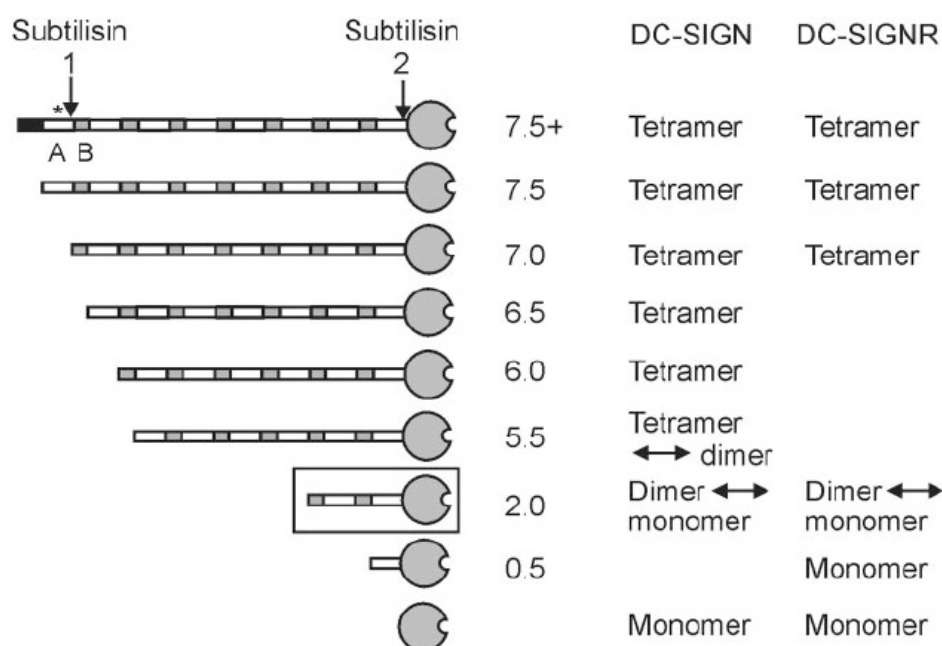 Subtilisin Subtilisin DC-SIGN DC-SIGNR
1 2
* 7.5+ Tetramer Tetramer
A B
7.5 Tetramer Tetramer
7.0 Tetramer Tetramer
6.5 Tetramer
6.0 Tetramer
5.5 Tetramer
↔ dimer
2.0 Dimer ↔ Dimer ↔
monomer monomer
0.5 Monomer
Monomer Monomer